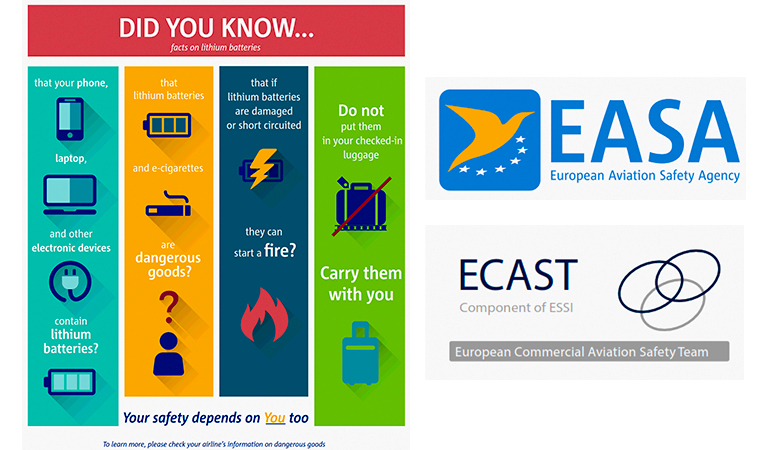 DID YOU KNOW...
facts on lithium batteries
that your phone,
laptop,
and other
electronic devices
contain
lithium
batteries?
that
lithium batteries
and e-cigarettes
are
dangerous
goods?
?
that if
lithium batteries
are damaged
or short circuited
they can
start a fire?
Do not
put them
in your checked-in
luggage
Carry them
with you
Your safety depends on You too
To learn more, please check your airline's information on dangerous goods
EASA
European Aviation Safety Agency
ECAST
Component of ESSI
European Commercial Aviation Safety Team